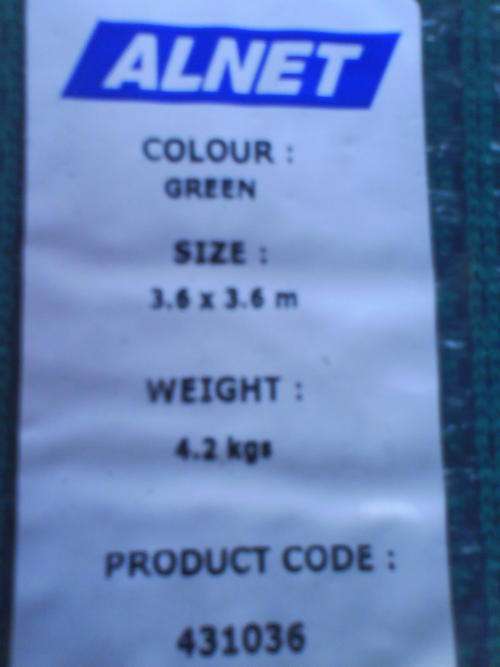 ALNET
COLOUR :
GREEN
SIZE :
3.6 x 3.6 m
WEIGHT :
4.2 kgs
PRODUCT CODE :
431036